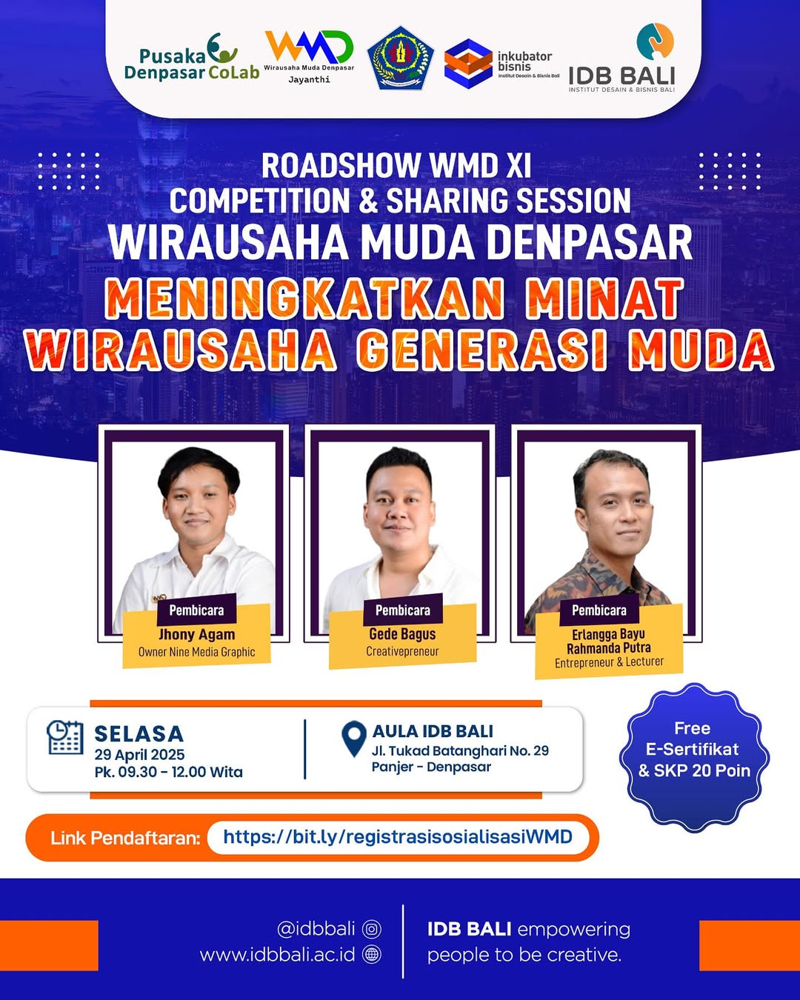 Pusaka
Denpasar CoLab
WMD
Wirausaha Muda Denpasar
Jayanthi
inkubator
bisnis
Institut Desain & Bisnis Bali
IDB BALI
INSTITUT DESAIN & BISNIS BALI
ROADSHOW WMD XI
COMPETITION & SHARING SESSION
WIRAUSAHA MUDA DENPASAR
MENINGKATKAN MINAT
WIRAUSAHA GENERASI MUDA
WMD
Pembicara
Jhony Agam
Owner Nine Media Graphic
Pembicara
Gede Bagus
Creativepreneur
Pembicara
Erlangga Bayu
Rahmanda Putra
Entrepreneur & Lecturer
SELASA
29 April 2025
Pk. 09.30 - 12.00 Wita
AULA IDB BALI
Jl. Tukad Batanghari No. 29
Panjer - Denpasar
Free
E-Sertifikat
& SKP 20 Poin
Link Pendaftaran: https://bit.ly/registrasisosialisasiWMD
@idbbali
www.idbbali.ac.id
IDB BALI empowering
people to be creative.